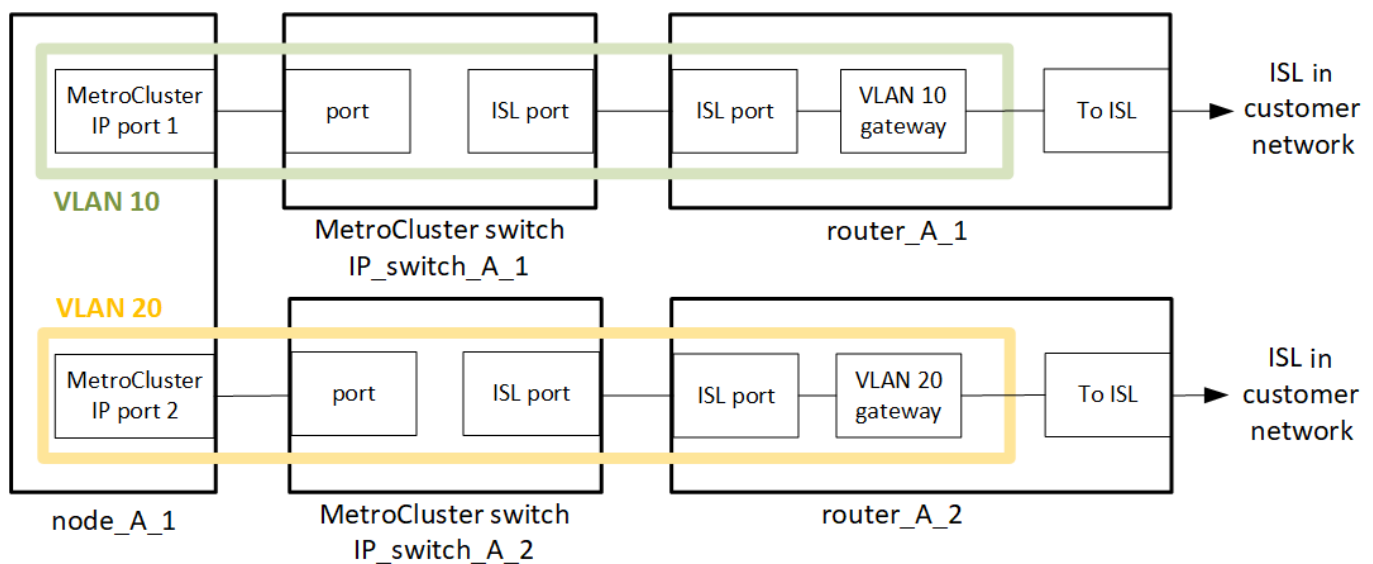 MetroCluster
IP port 1
port
ISL port
ISL port
VLAN 10
gateway
To ISL
ISL in
customer
network
VLAN 10
MetroCluster switch
IP_switch_A_1
router_A_1
VLAN 20
MetroCluster
IP port 2
port
ISL port
ISL port
VLAN 20
gateway
To ISL
ISL in
customer
network
node_A_1
MetroCluster switch
IP_switch_A_2
router_A_2